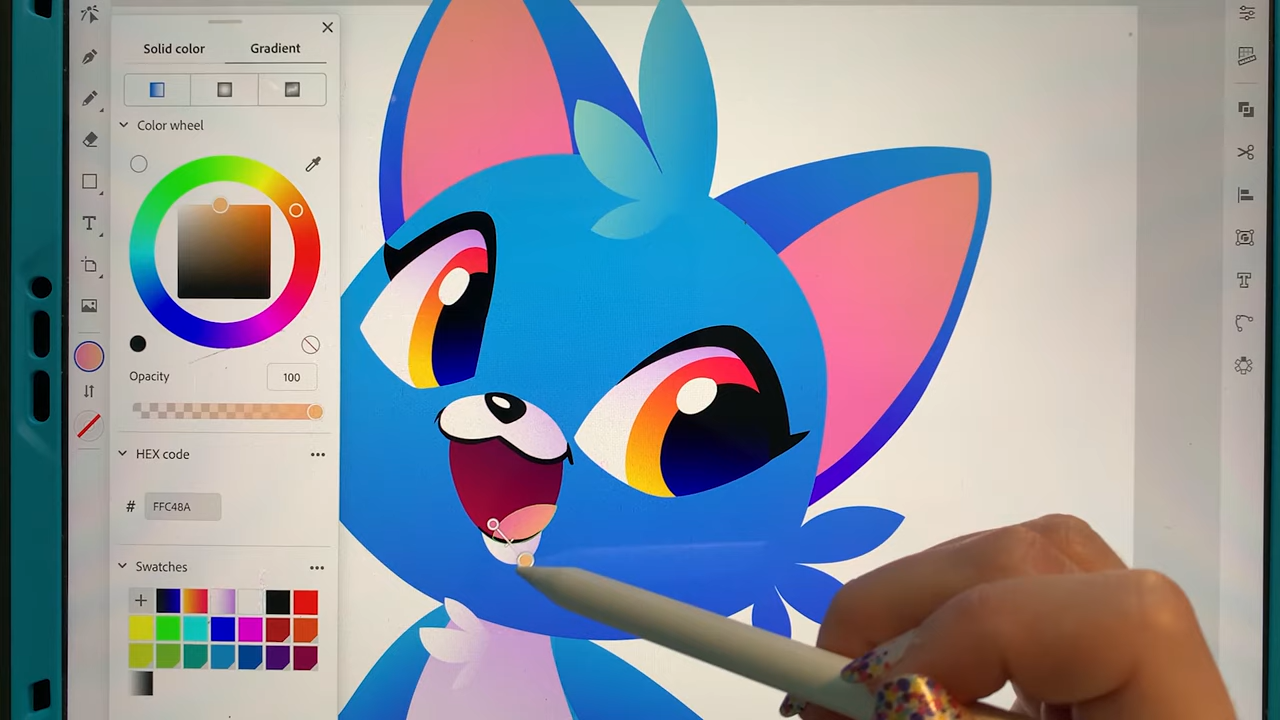 Solid color Gradient
Color wheel
Opacity 100
HEX code
# FFC48A
Swatches